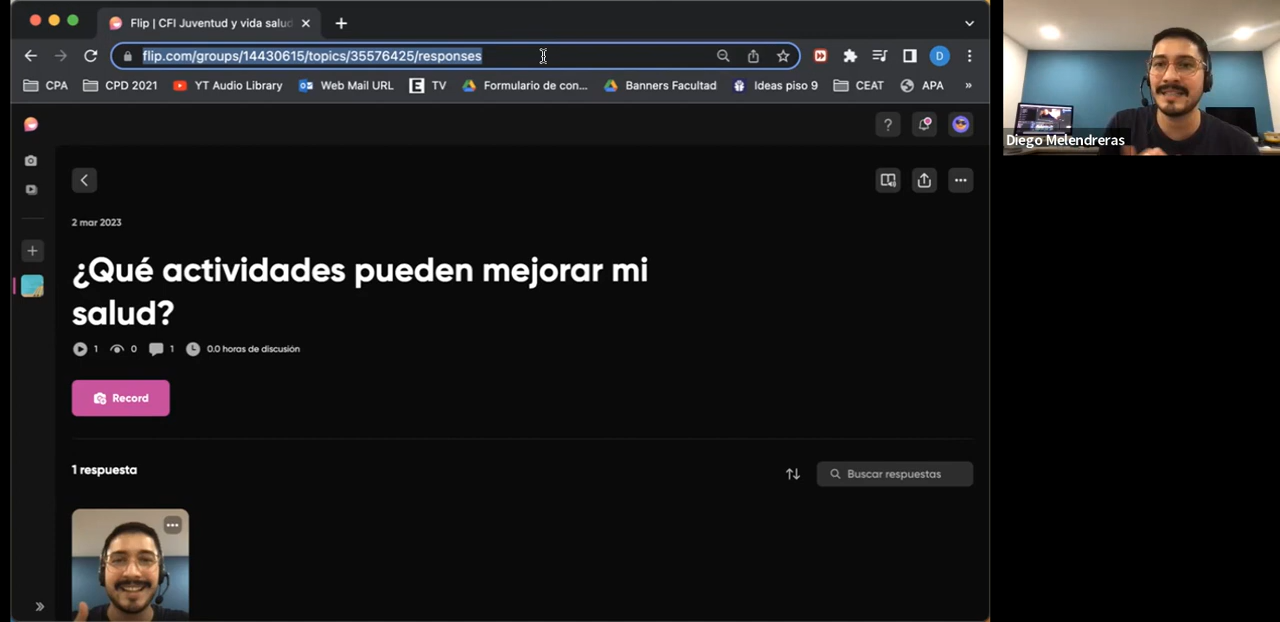 Flip | CFI Juventud y vida salud
flip.com/groups/14430615/topics/35576425/responses
D
CPA
CPD 2021
YT Audio Library
Web Mail URL
E TV
Formulario de con...
Banners Facultad
Ideas piso 9
CEAT
APA
»
?
2 mar 2023
¿Qué actividades pueden mejorar mi
salud?
1 0 1 0.0 horas de discusión
Record
1 respuesta
Buscar respuestas
Diego Melendreras